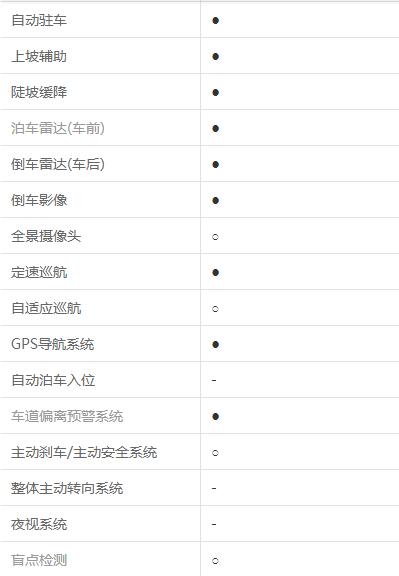 自动驻车 ●
上坡辅助 ●
陡坡缓降 ●
泊车雷达(车前) ●
倒车雷达(车后) ●
倒车影像 ●
全景摄像头 ○
定速巡航 ●
自适应巡航 ○
GPS导航系统 ●
自动泊车入位 -
车道偏离预警系统 ●
主动刹车/主动安全系统 ○
整体主动转向系统 -
夜视系统 -
盲点检测 ○